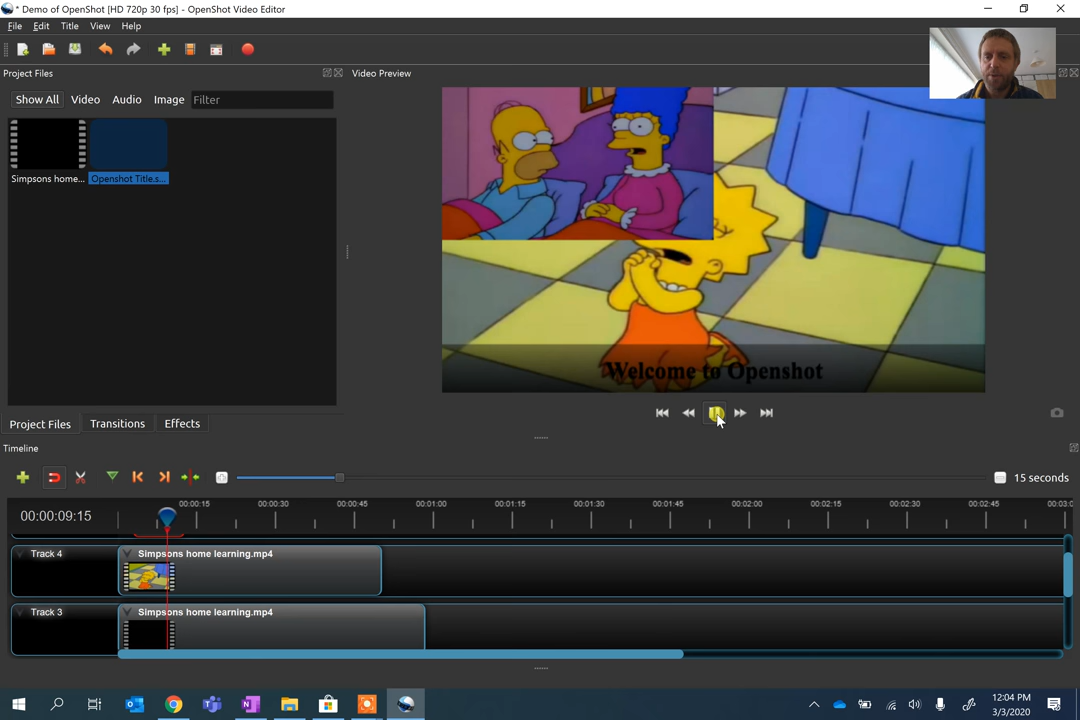 * Demo of OpenShot [HD 720p 30 fps] - OpenShot Video Editor
File Edit Title View Help
Project Files
Video Preview
Show All Video Audio Image Filter
Simpsons home... Openshot Title.s...
Welcome to Openshot
Project Files Transitions Effects
Timeline
15 seconds
00:00:09:15
00:00:15 00:00:30 00:00:45 00:01:00 00:01:15 00:01:30 00:01:45 00:02:00 00:02:15 00:02:30 00:02:45 00:03:0
Track 4 Simpsons home learning.mp4
Track 3 Simpsons home learning.mp4
12:04 PM
3/3/2020